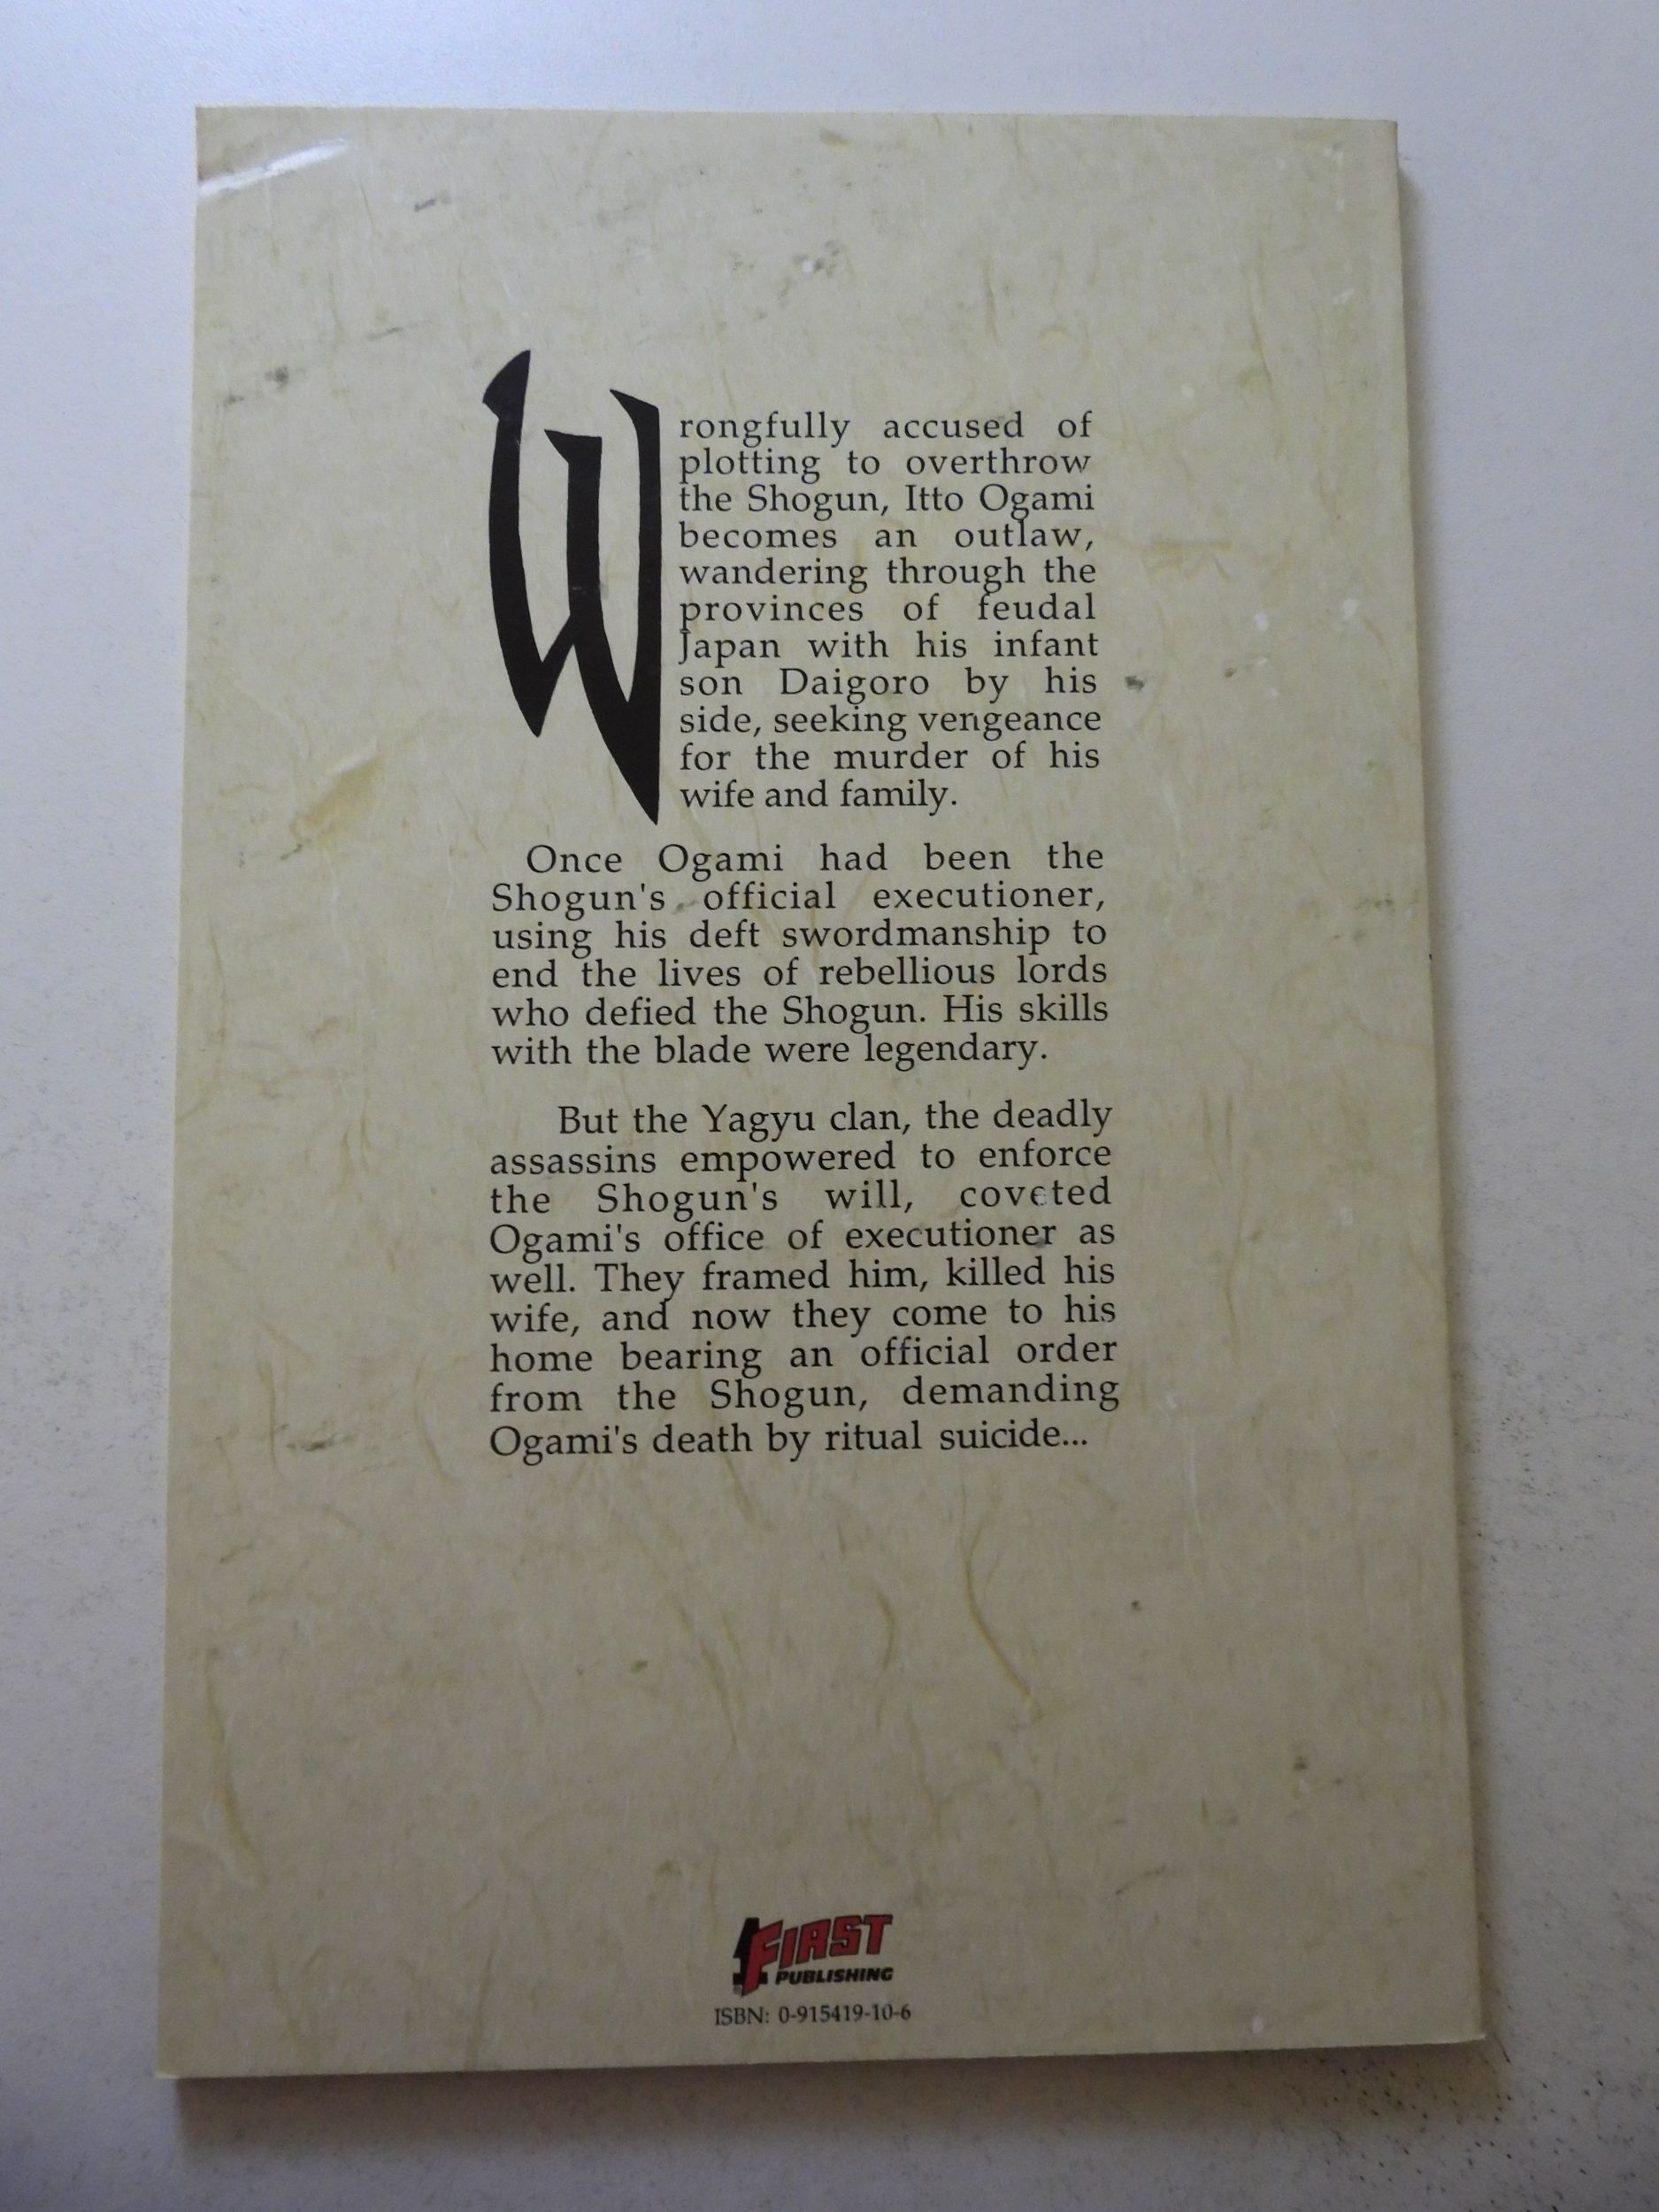 Wrongfully accused of
plotting to overthrow
the Shogun, Itto Ogami
becomes an outlaw,
wandering through the
provinces of feudal
Japan with his infant
son Daigoro by his
side, seeking vengeance
for the murder of his
wife and family.
Once Ogami had been the
Shogun's official executioner,
using his deft swordmanship to
end the lives of rebellious lords
who defied the Shogun. His skills
with the blade were legendary.
But the Yagyu clan, the deadly
assassins empowered to enforce
the Shogun's will, coveted
Ogami's office of executioner as
well. They framed him, killed his
wife, and now they come to his
home bearing an official order
from the Shogun, demanding
Ogami's death by ritual suicide...
FIRST
PUBLISHING
ISBN: 0-915419-10-6